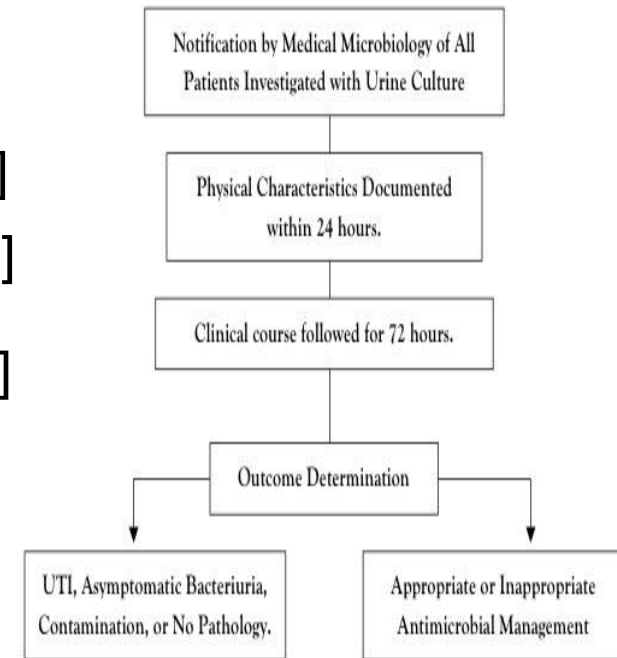 Notification by Medical Microbiology of All
Patients Investigated with Urine Culture
]
Physical Characteristics Documented
within 24 hours.
]
Clinical course followed for 72 hours.
]
Outcome Determination
UTI, Asymptomatic Bacteriuria,
Contamination, or No Pathology.
Appropriate or Inappropriate
Antimicrobial Management